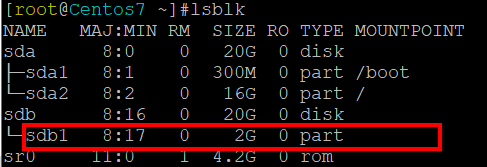 [root@Centos7 ~]#lsblk
NAME   MAJ:MIN RM  SIZE RO TYPE MOUNTPOINT
sda      8:0    0   20G  0 disk
├─sda1   8:1    0  300M  0 part /boot
└─sda2   8:2    0   16G  0 part /
sdb      8:16   0   20G  0 disk
└─sdb1   8:17   0    2G  0 part
sr0     11:0    1  4.2G  0 rom